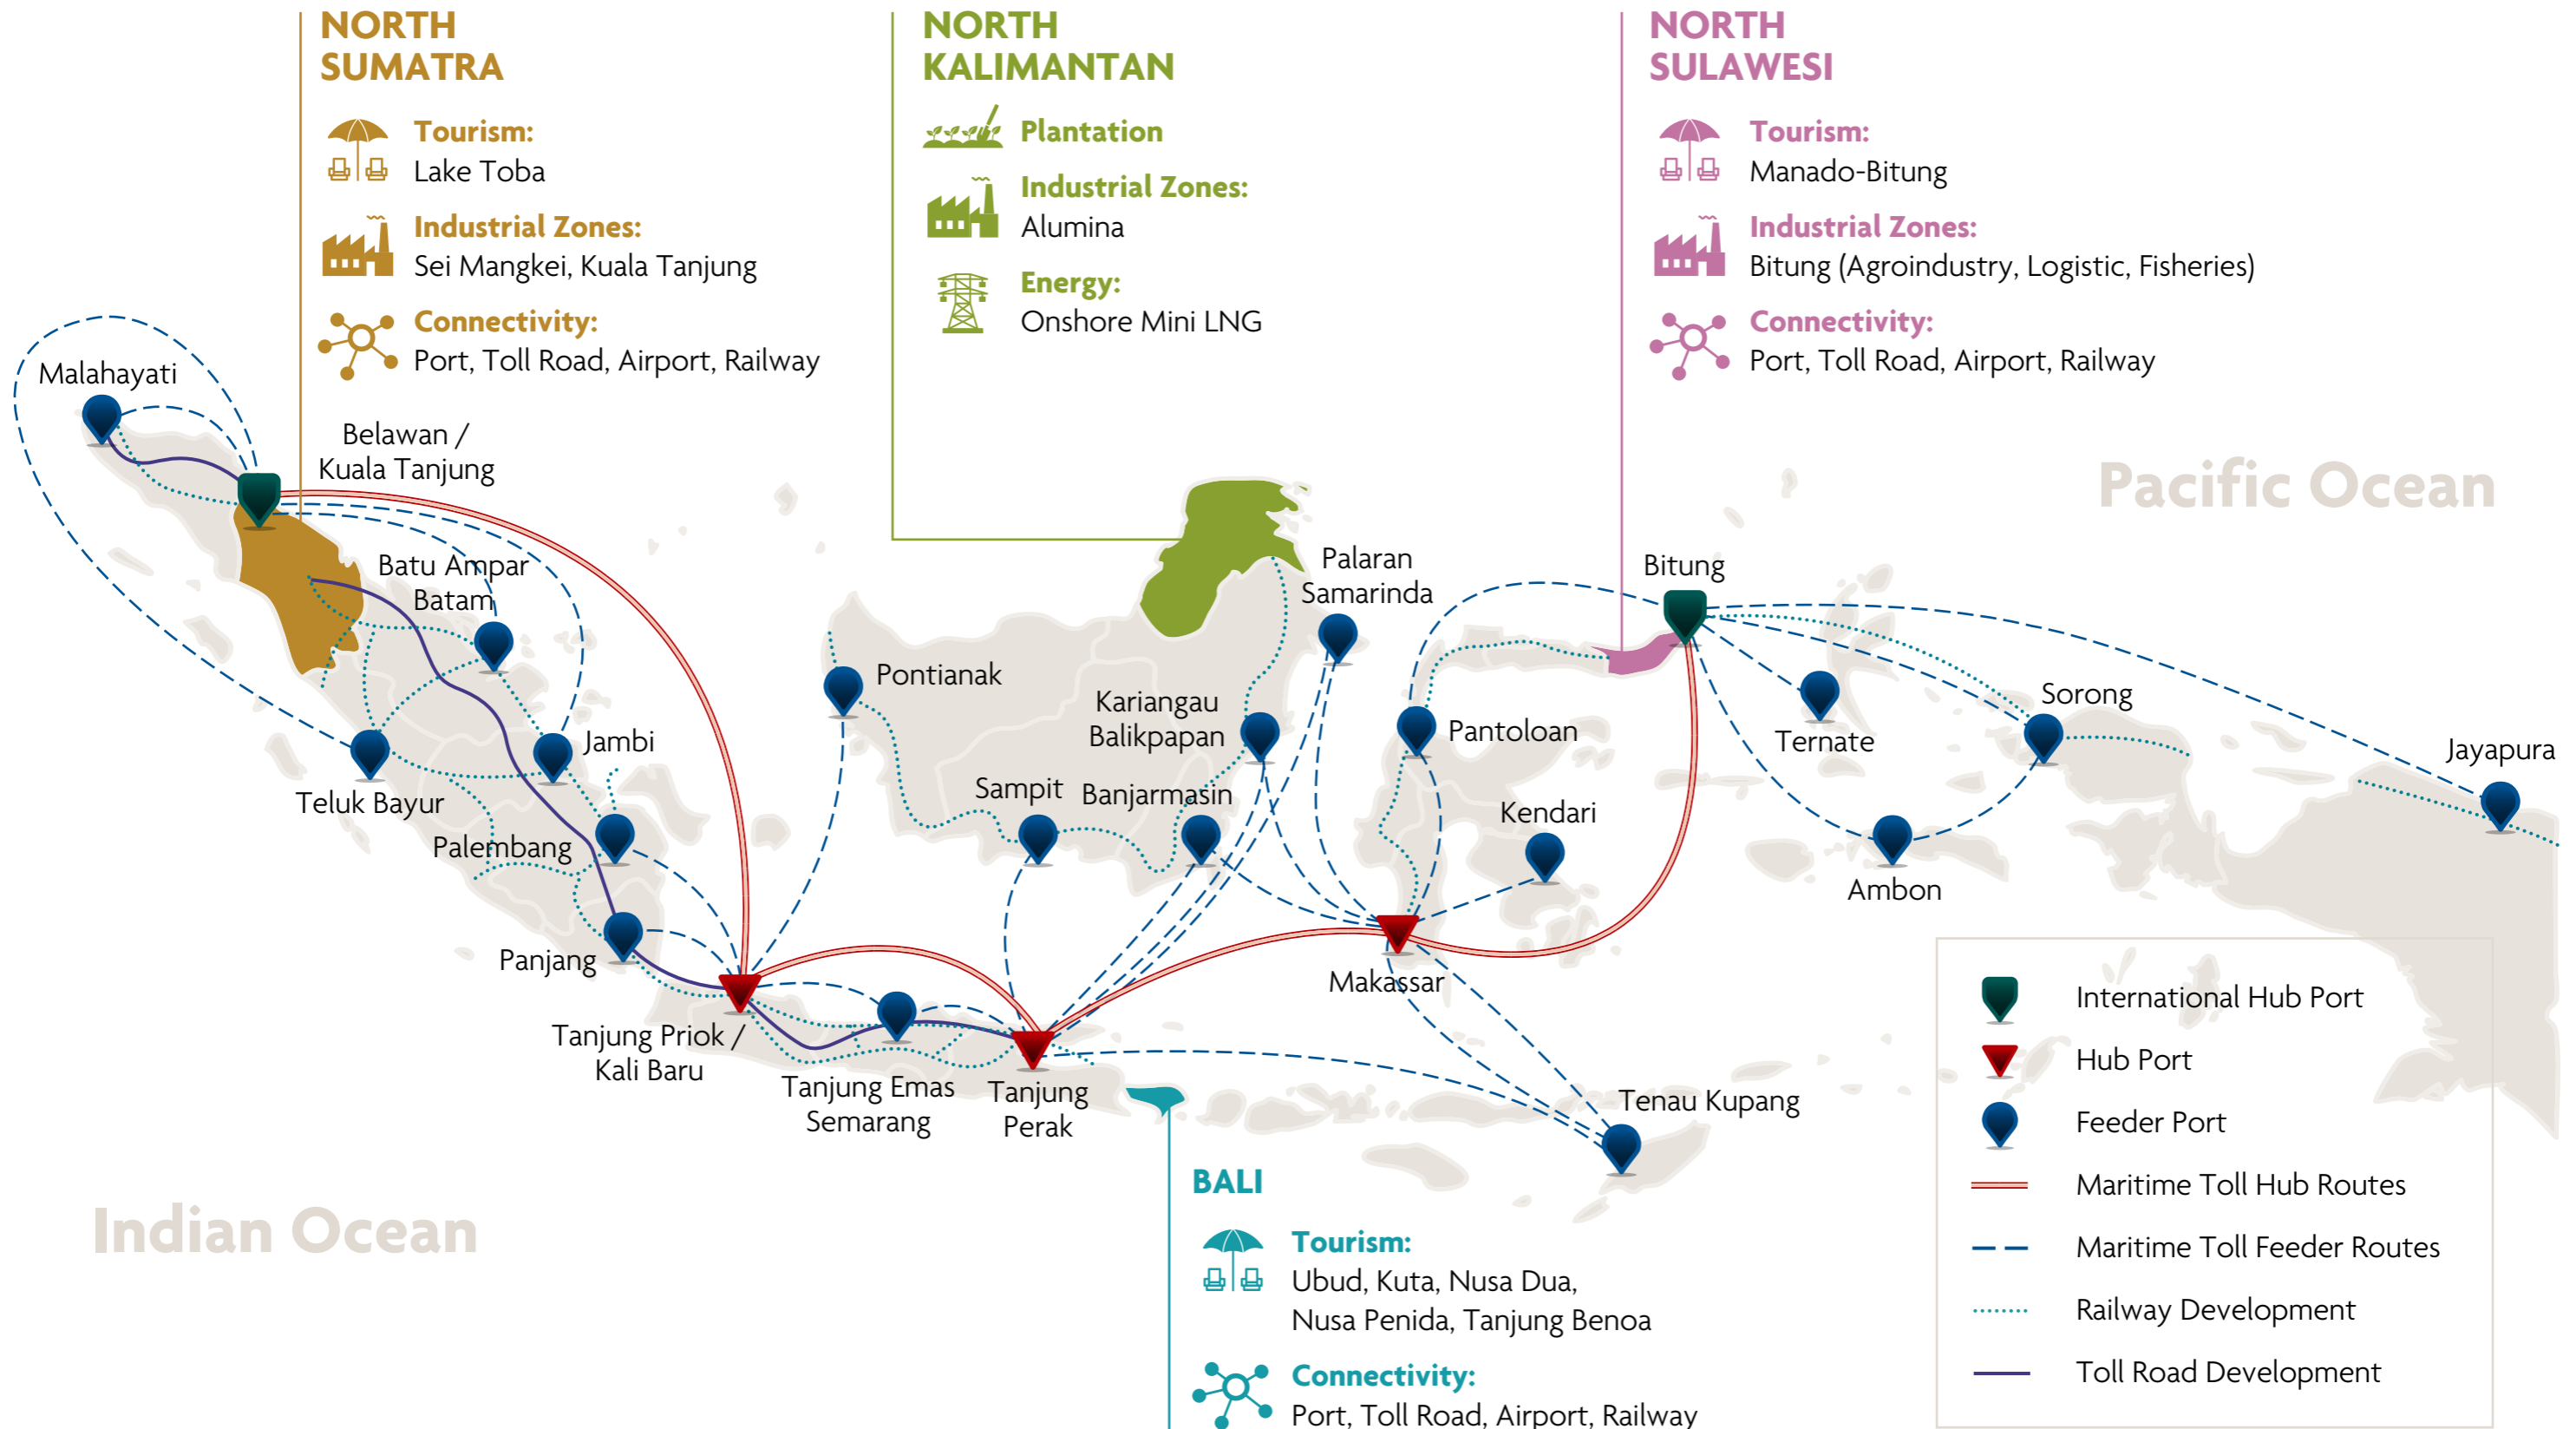 NORTH
SUMATRA
Tourism:
Lake Toba
Industrial Zones:
Sei Mangkei, Kuala Tanjung
Connectivity:
Port, Toll Road, Airport, Railway
NORTH
KALIMANTAN
Plantation
Industrial Zones:
Alumina
Energy:
Onshore Mini LNG
NORTH
SULAWESI
Tourism:
Manado-Bitung
Industrial Zones:
Bitung (Agroindustry, Logistic, Fisheries)
Connectivity:
Port, Toll Road, Airport, Railway
Malahayati
Belawan /
Kuala Tanjung
Pacific Ocean
Batu Ampar
Batam
Palaran
Samarinda
Bitung
Pontianak
Kariangau
Balikpapan
Pantoloan
Ternate
Sorong
Jayapura
Jambi
Teluk Bayur
Sampit
Banjarmasin
Kendari
Palembang
Ambon
Panjang
Makassar
Tanjung Priok /
Kali Baru
Tanjung Emas
Semarang
Tanjung
Perak
Tenau Kupang
Indian Ocean
BALI
Tourism:
Ubud, Kuta, Nusa Dua,
Nusa Penida, Tanjung Benoa
Connectivity:
Port, Toll Road, Airport, Railway
International Hub Port
Hub Port
Feeder Port
Maritime Toll Hub Routes
Maritime Toll Feeder Routes
Railway Development
Toll Road Development